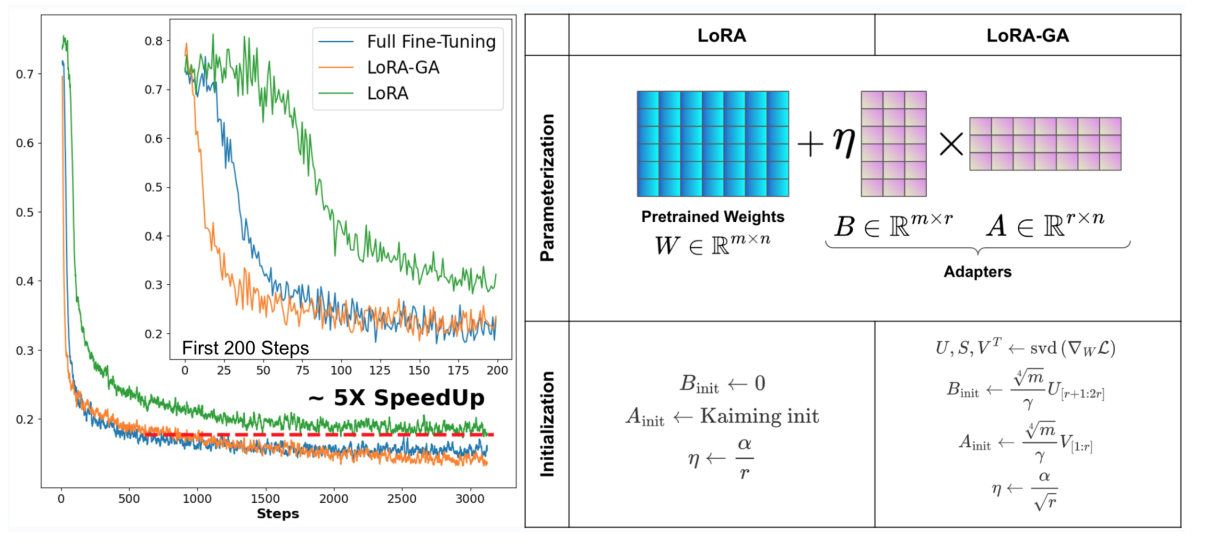 0.7
0.6
0.5
0.4
0.3
0.2
0 500 1000 1500 2000 2500 3000
Steps
0.8
0.7
0.6
0.5
0.4
0.3
0.2
0 25 50 75 100 125 150 175 200
First 200 Steps
Full Fine-Tuning
LoRA-GA
LoRA
~ 5X SpeedUp
LoRA LoRA-GA
Parameterization
+ η ×
Pretrained Weights
W ∈ ℝ^{m×n}
B ∈ ℝ^{m×r} A ∈ ℝ^{r×n}
Adapters
Initialization
B_init ← 0
A_init ← Kaiming init
η ← α/r
U, S, V^T ← svd (∇_W ℒ)
B_init ← ∜m/γ U_[r+1:2r]
A_init ← ∜m/γ V_[1:r]
η ← α/√r